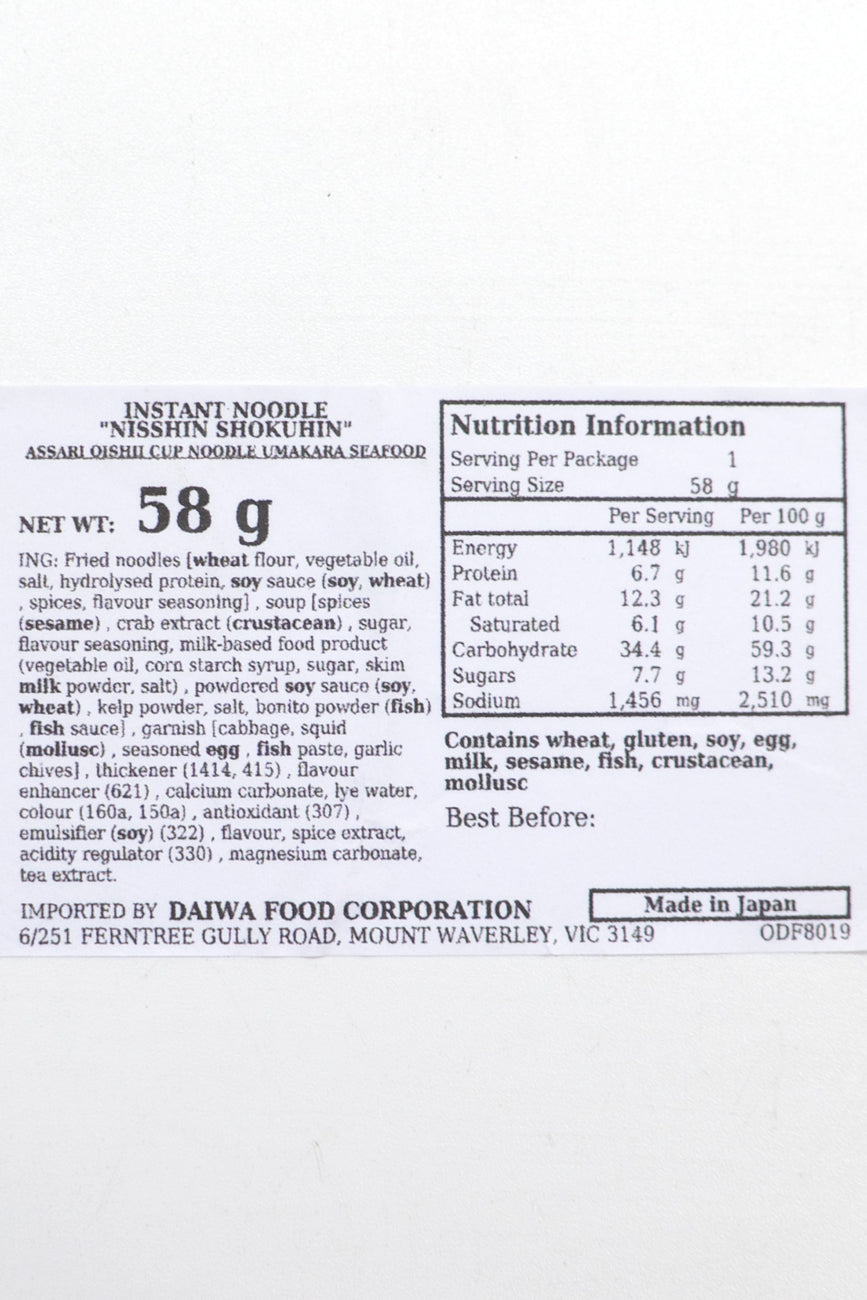 INSTANT NOODLE
"NISSHIN SHOKUHIN"
ASSARI OISHII CUP NOODLE UMAKARA SEAFOOD
NET WT: 58 g
ING: Fried noodles [wheat flour, vegetable oil,
salt, hydrolysed protein, soy sauce (soy, wheat)
, spices, flavour seasoning] , soup [spices
(sesame) , crab extract (crustacean) , sugar,
flavour seasoning, milk-based food product
(vegetable oil, corn starch syrup, sugar, skim
milk powder, salt) , powdered soy sauce (soy,
wheat) , kelp powder, salt, bonito powder (fish)
, fish sauce] , garnish [cabbage, squid
(mollusc) , seasoned egg , fish paste, garlic
chives] , thickener (1414, 415) , flavour
enhancer (621) , calcium carbonate, lye water,
colour (160a, 150a) , antioxidant (307) ,
emulsifier (soy) (322) , flavour, spice extract,
acidity regulator (330) , magnesium carbonate,
tea extract.
Nutrition Information
Serving Per Package 1
Serving Size 58 g
Per Serving Per 100 g
Energy 1,148 kJ 1,980 kJ
Protein 6.7 g 11.6 g
Fat total 12.3 g 21.2 g
Saturated 6.1 g 10.5 g
Carbohydrate 34.4 g 59.3 g
Sugars 7.7 g 13.2 g
Sodium 1,456 mg 2,510 mg
Contains wheat, gluten, soy, egg,
milk, sesame, fish, crustacean,
mollusc
Best Before:
Made in Japan
IMPORTED BY DAIWA FOOD CORPORATION
6/251 FERNTREE GULLY ROAD, MOUNT WAVERLEY, VIC 3149
ODF8019